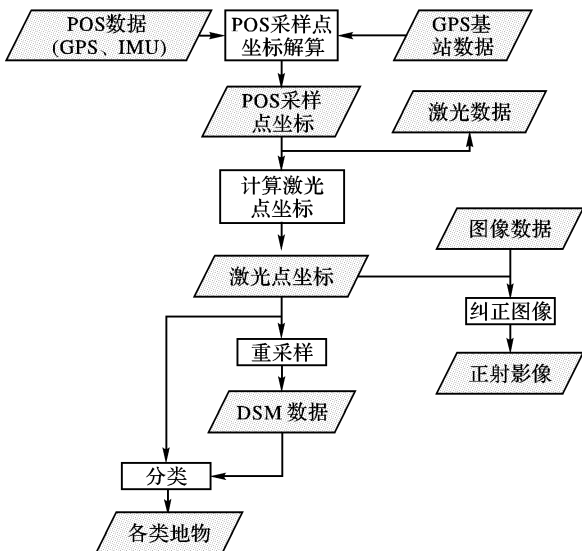 POS数据
(GPS、IMU)
POS采样点
坐标解算
GPS基
站数据
POS采样
点坐标
激光数据
计算激光
点坐标
图像数据
激光点坐标
纠正图像
重采样
正射影像
DSM 数据
分类
各类地物